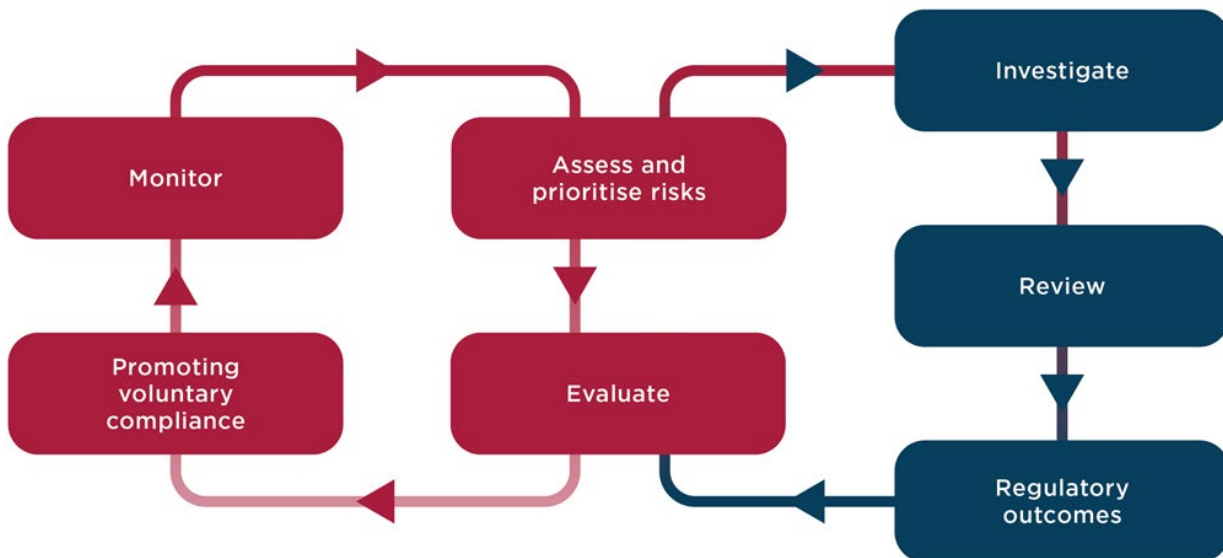 Monitor
Assess and
prioritise risks
Investigate
Review
Promoting
voluntary
compliance
Evaluate
Regulatory
outcomes